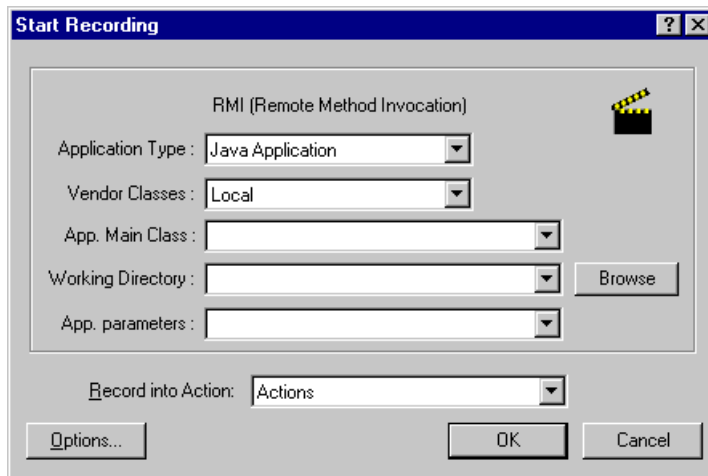 Start Recording
RMI (Remote Method Invocation)
Application Type : Java Application
Vendor Classes : Local
App. Main Class :
Working Directory : Browse
App. parameters :
Record into Action: Actions
Options... OK Cancel